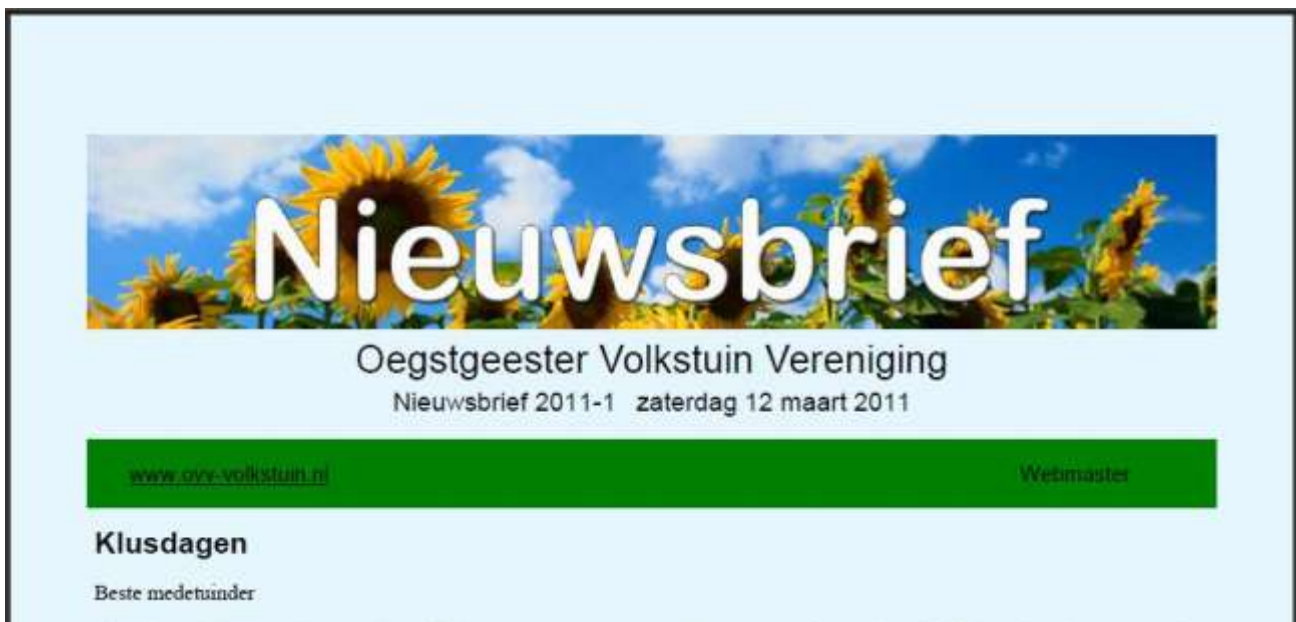 Nieuwsbrief
Oegstgeester Volkstuin Vereniging
Nieuwsbrief 2011-1 zaterdag 12 maart 2011
www.ovv-volkstuin.nl Webmaster
Klusdagen
Beste medetuinder